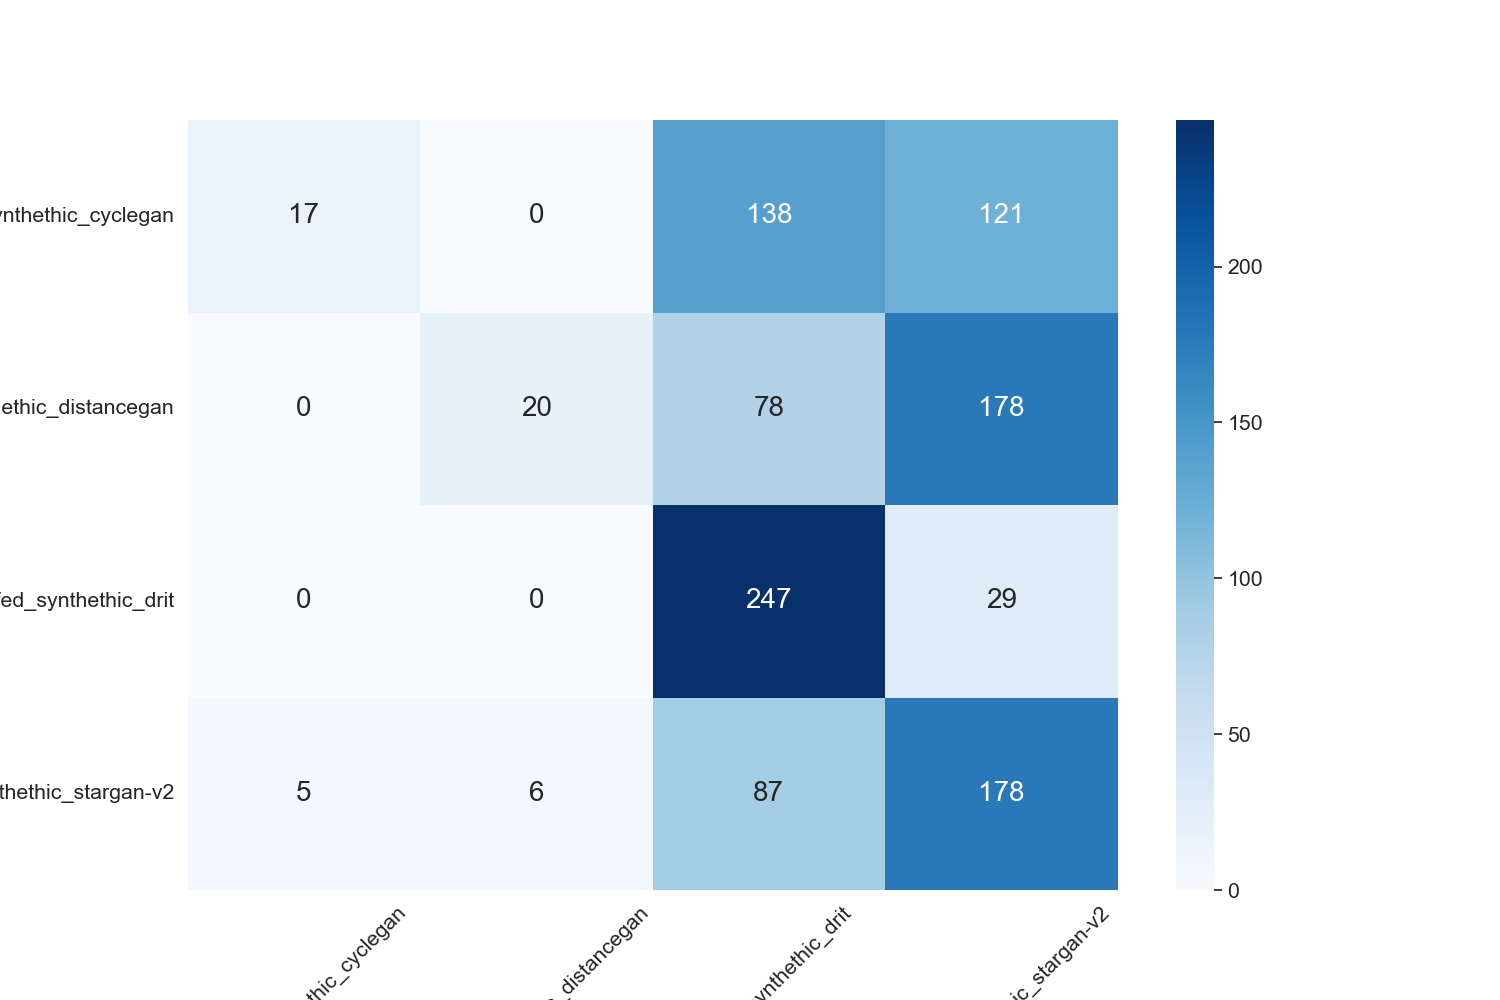 ynthethic_cyclegan 17 0 138 121
ethic_distancegan 0 20 78 178
fed_synthethic_drit 0 0 247 29
thethic_stargan-v2 5 6 87 178
200
150
100
50
0
thic_cyclegan
_distancegan
ynthethic_drit
ic_stargan-v2